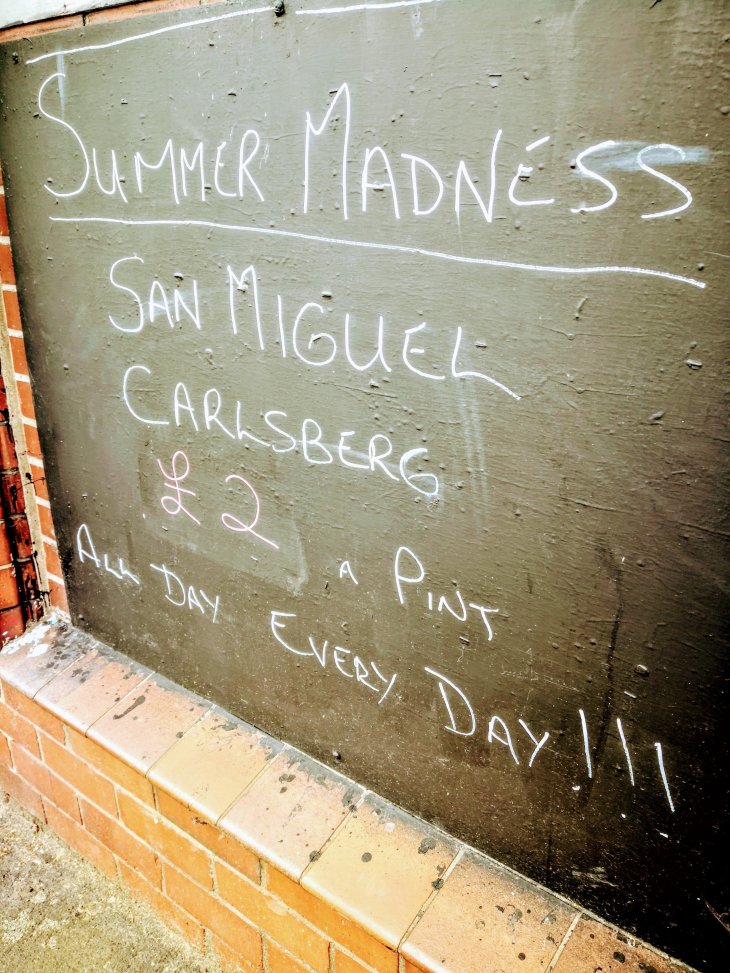 SUMMER MADNESS
SAN MIGUEL
CARLSBERG
£2 A PINT
ALL DAY EVERY DAY!!!